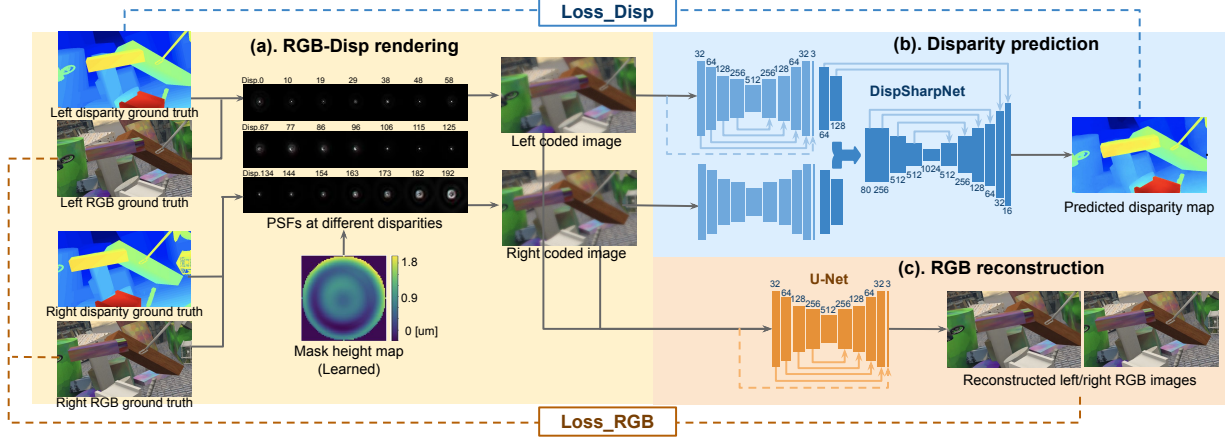 Loss_Disp
(a). RGB-Disp rendering
Left disparity ground truth
Left RGB ground truth
Right disparity ground truth
Right RGB ground truth
Disp.0 10 19 29 38 48 58
Disp.67 77 86 96 106 115 125
Disp.134 144 154 163 173 182 192
PSFs at different disparities
1.8
0.9
0 [um]
Mask height map
(Learned)
Left coded image
Right coded image
(b). Disparity prediction
32 64 128 256 512 256 128 64 32 3
64 128
DispSharpNet
80 256 512 512 1024 512 256 128 64 32 16
Predicted disparity map
(c). RGB reconstruction
U-Net
32 64 128 256 512 256 128 64 32 3
Reconstructed left/right RGB images
Loss_RGB